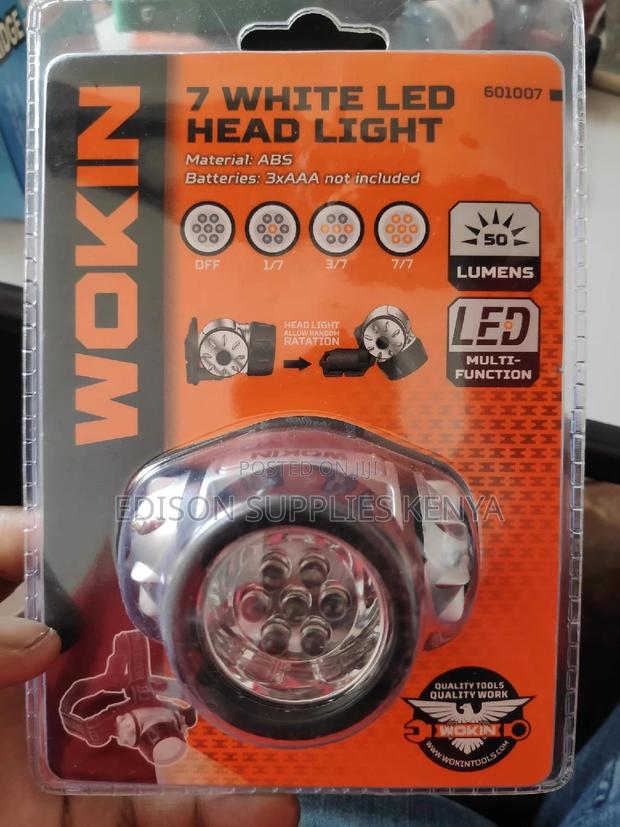 WOKIN
7 WHITE LED
HEAD LIGHT
601007
Material: ABS
Batteries: 3xAAA not included
OFF
1/7
3/7
7/7
50
LUMENS
HEAD LIGHT
ALLOW RANDOM
RATATION
LED
MULTI-
FUNCTION
WOKIN
POSTED ON JIJI
EDISON SUPPLIES KENYA
QUALITY TOOLS
QUALITY WORK
WOKIN
WWW.WOKINTOOLS.COM